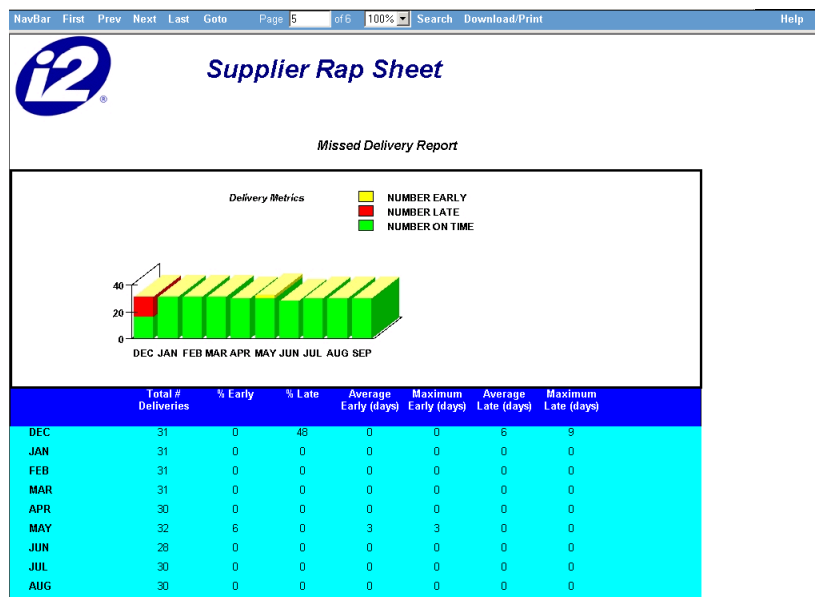 NavBar First Prev Next Last Goto Page 5 of 6 100% Search Download/Print Help
i2 ®
Supplier Rap Sheet
Missed Delivery Report
Delivery Metrics
NUMBER EARLY
NUMBER LATE
NUMBER ON TIME
40
20
0
DEC JAN FEB MAR APR MAY JUN JUL AUG SEP
Total # % Early % Late Average Maximum Average Maximum
Deliveries Early (days) Early (days) Late (days) Late (days)
DEC 31 0 48 0 0 6 9
JAN 31 0 0 0 0 0 0
FEB 31 0 0 0 0 0 0
MAR 31 0 0 0 0 0 0
APR 30 0 0 0 0 0 0
MAY 32 6 0 3 3 0 0
JUN 28 0 0 0 0 0 0
JUL 30 0 0 0 0 0 0
AUG 30 0 0 0 0 0 0